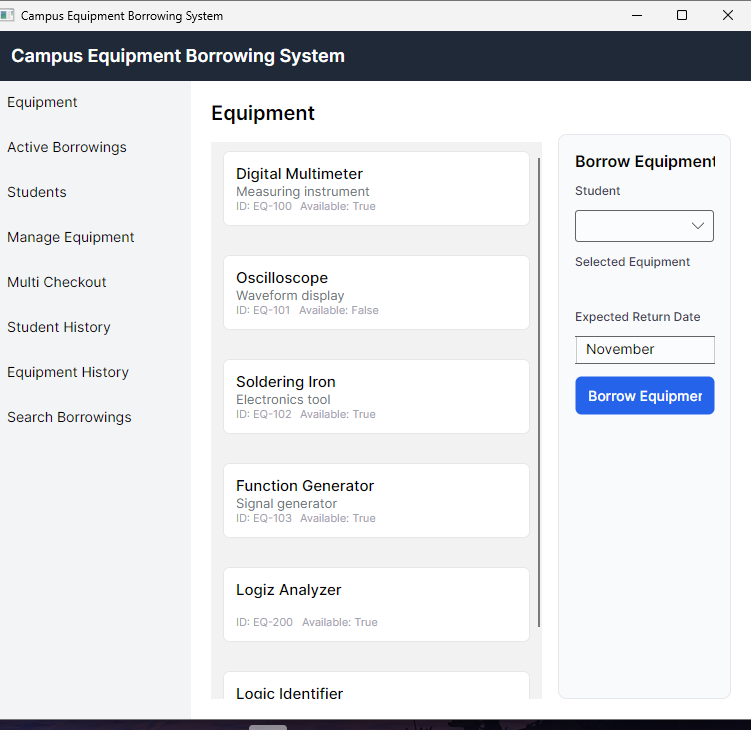 Campus Equipment Borrowing System
Campus Equipment Borrowing System
Equipment
Active Borrowings
Students
Manage Equipment
Multi Checkout
Student History
Equipment History
Search Borrowings
Equipment
Digital Multimeter
Measuring instrument
ID: EQ-100 Available: True
Oscilloscope
Waveform display
ID: EQ-101 Available: False
Soldering Iron
Electronics tool
ID: EQ-102 Available: True
Function Generator
Signal generator
ID: EQ-103 Available: True
Logiz Analyzer
ID: EQ-200 Available: True
Logic Identifier
Borrow Equipment
Student
Selected Equipment
Expected Return Date
November
Borrow Equipmer